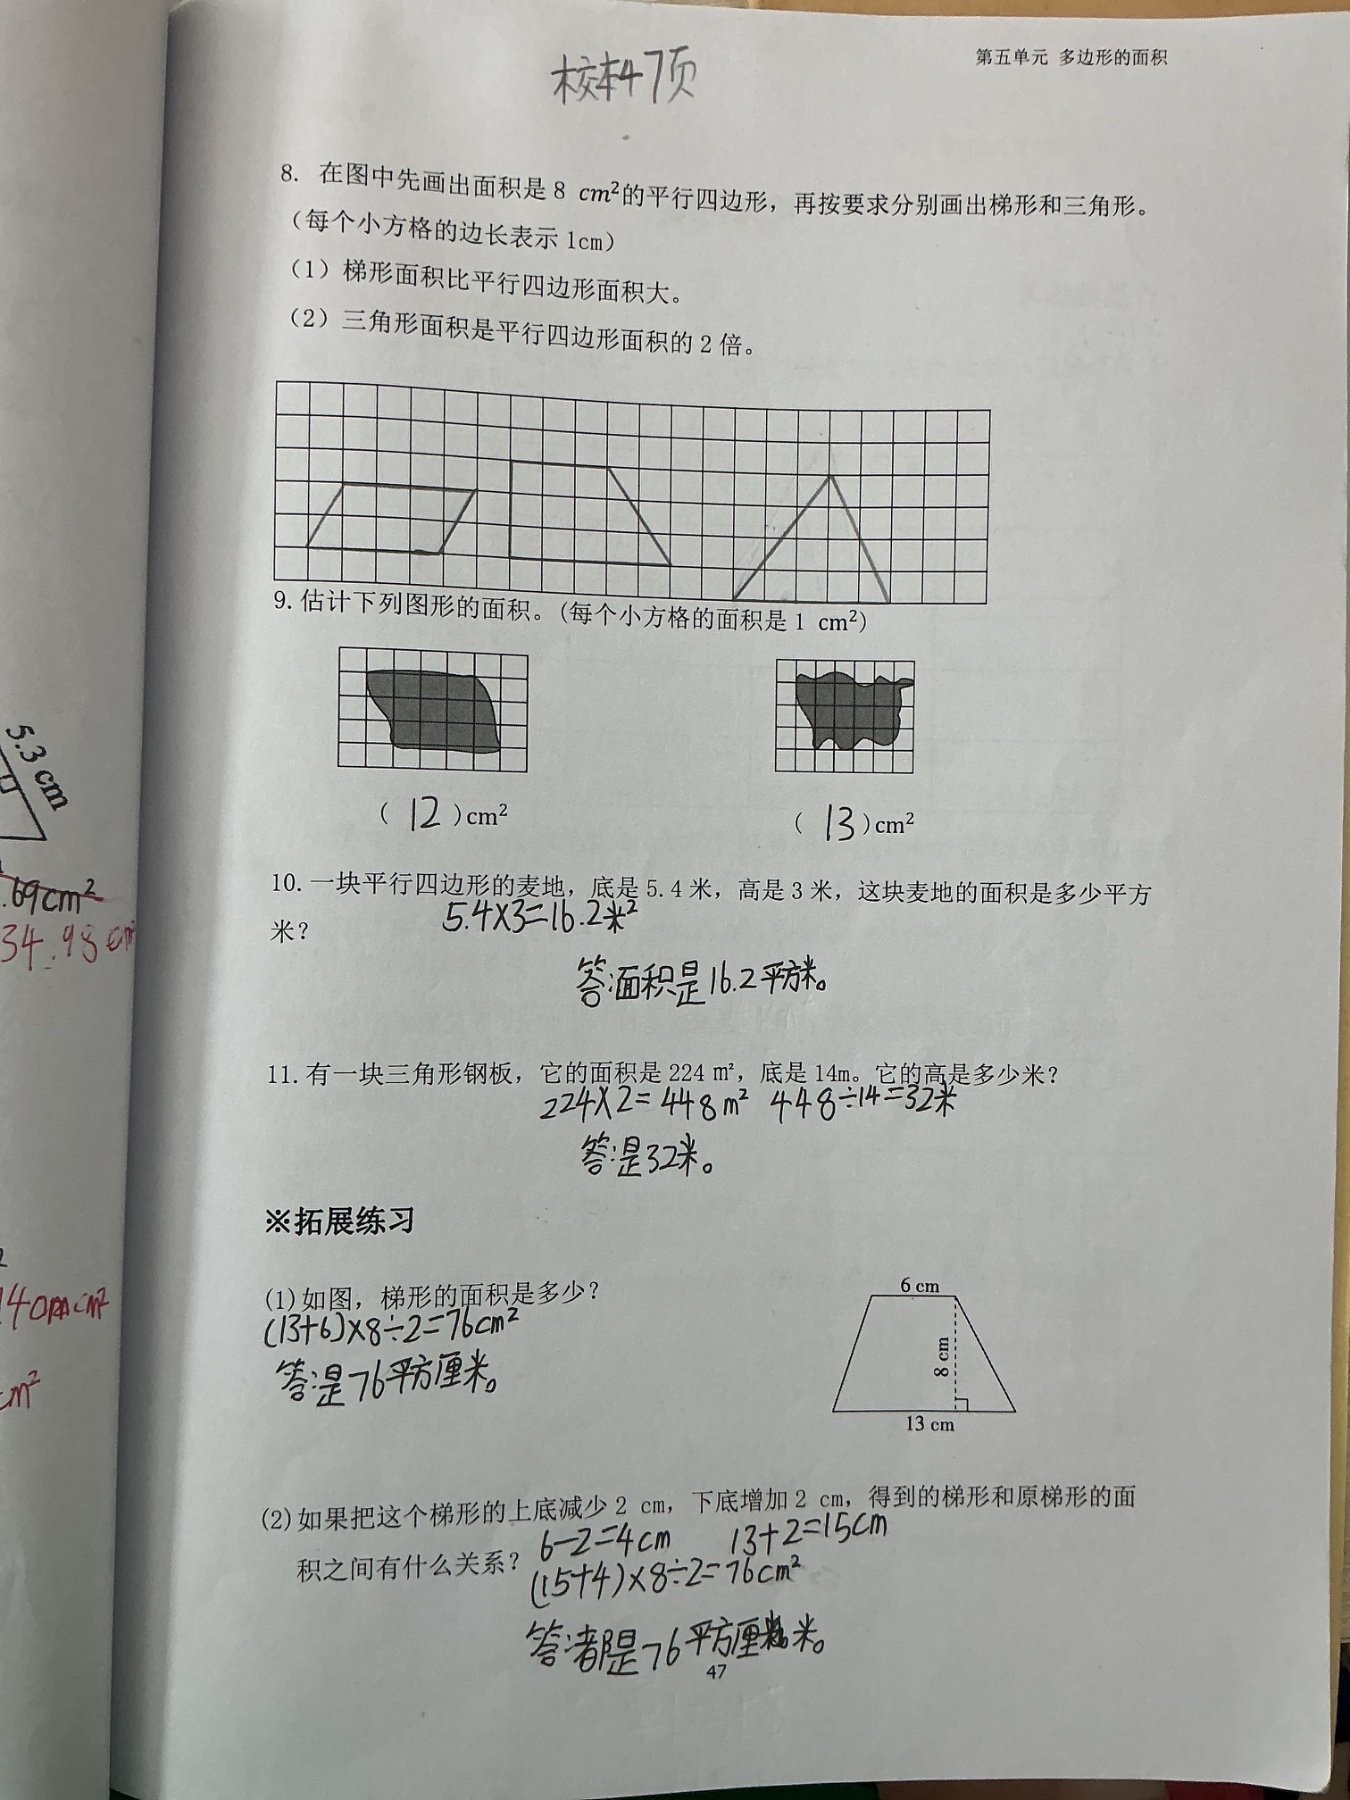 第五单元 多边形的面积
校本47页
8. 在图中先画出面积是8 cm²的平行四边形，再按要求分别画出梯形和三角形。
（每个小方格的边长表示1cm）
（1）梯形面积比平行四边形面积大。
（2）三角形面积是平行四边形面积的2倍。
9.估计下列图形的面积。(每个小方格的面积是1 cm²)
( 12 )cm²
( 13 )cm²
5.3 cm
.69cm²
34.98
10.一块平行四边形的麦地，底是5.4米，高是3米，这块麦地的面积是多少平方
米？
5.4×3=16.2米²
答:面积是16.2平方米。
11.有一块三角形钢板，它的面积是224㎡，底是14m。它的高是多少米？
224×2=448m² 448÷14=32米
答:是32米。
※拓展练习
(1)如图，梯形的面积是多少？
(13+6)×8÷2=76cm²
答:是76平方厘米。
6 cm
8 cm
13 cm
cm²
(2)如果把这个梯形的上底减少2 cm，下底增加2 cm，得到的梯形和原梯形的面
积之间有什么关系？
6-2=4cm 13+2=15cm
(15+4)×8÷2=76cm²
答:都是76平方厘米。
47